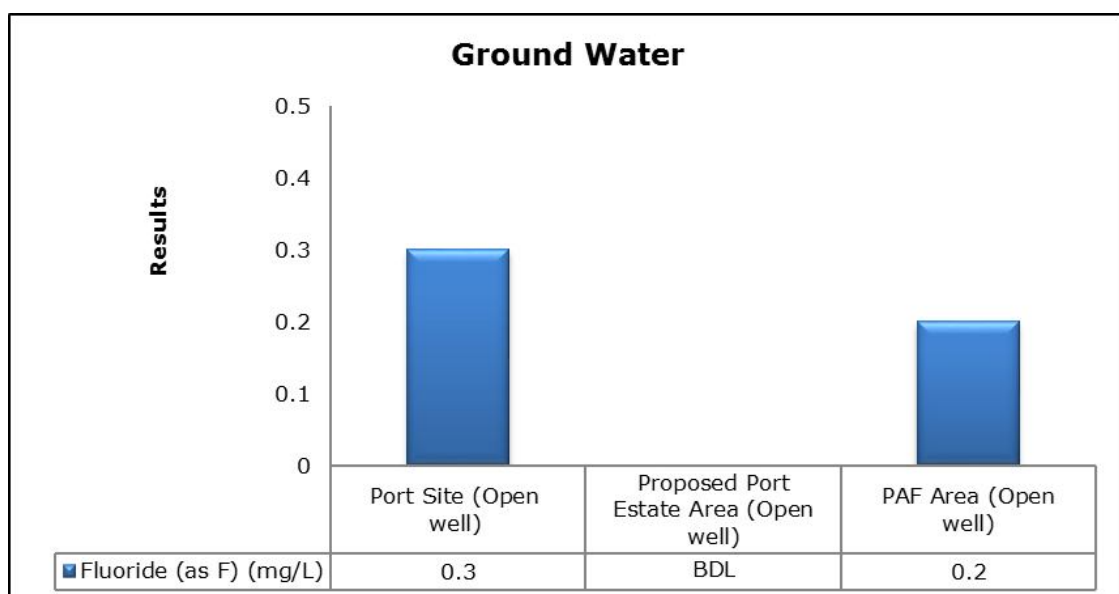 Ground Water
Results
0.5
0.4
0.3
0.2
0.1
0
Port Site (Open
well)
Proposed Port
Estate Area (Open
well)
PAF Area (Open
well)
Fluoride (as F) (mg/L)
0.3
BDL
0.2